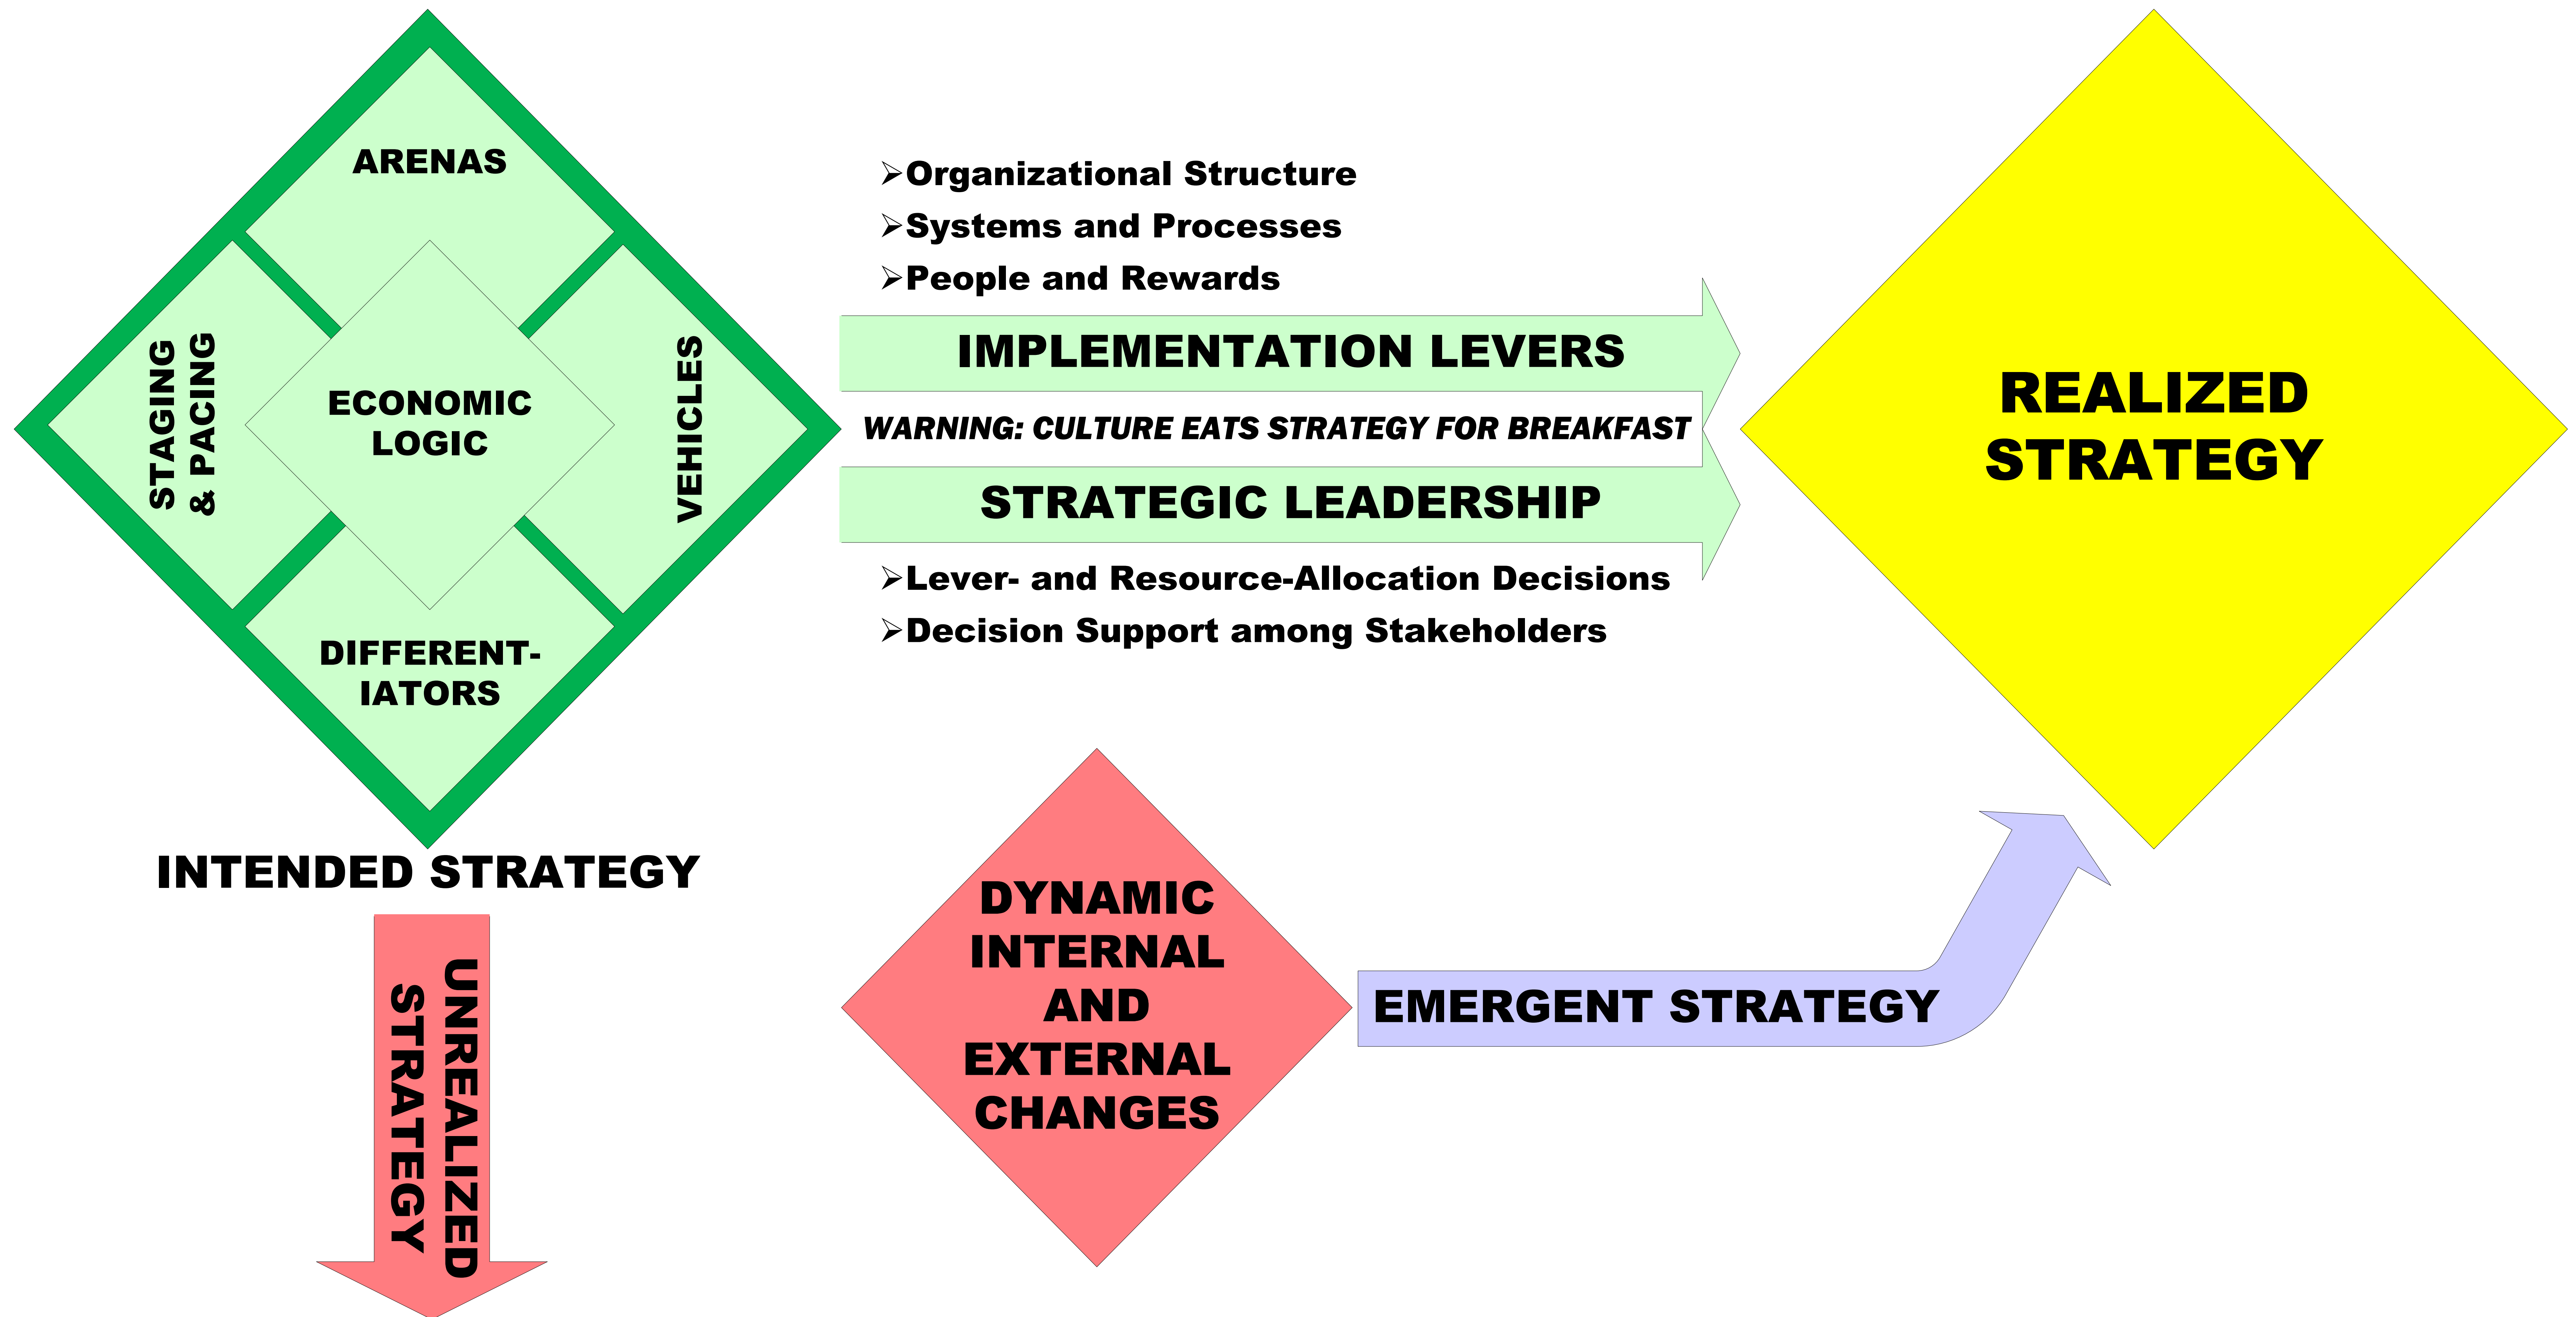 ARENAS
STAGING
& PACING
ECONOMIC
LOGIC
VEHICLES
DIFFERENT-
IATORS
INTENDED STRATEGY
UNREALIZED
STRATEGY
➢Organizational Structure
➢Systems and Processes
➢People and Rewards
IMPLEMENTATION LEVERS
WARNING: CULTURE EATS STRATEGY FOR BREAKFAST
STRATEGIC LEADERSHIP
➢Lever- and Resource-Allocation Decisions
➢Decision Support among Stakeholders
REALIZED
STRATEGY
DYNAMIC
INTERNAL
AND
EXTERNAL
CHANGES
EMERGENT STRATEGY